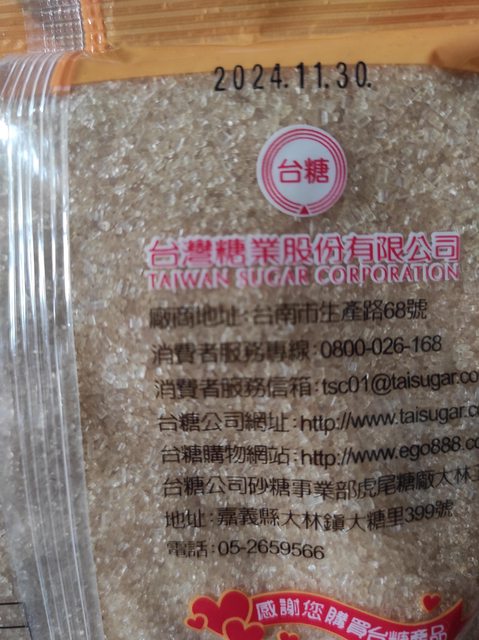 2024.11.30.
台糖
台灣糖業股份有限公司
TAIWAN SUGAR CORPORATION
廠商地址:台南市生產路68號
消費者服務專線:0800-026-168
消費者服務信箱:tsc01@taisugar.co
台糖公司網址:http://www.taisugar.c
台糖購物網站:http://www.ego888.c
台糖公司砂糖事業部虎尾糖廠大林
地址:嘉義縣大林鎮大糖里399號
電話:05-2659566
感謝您購買台糖產品